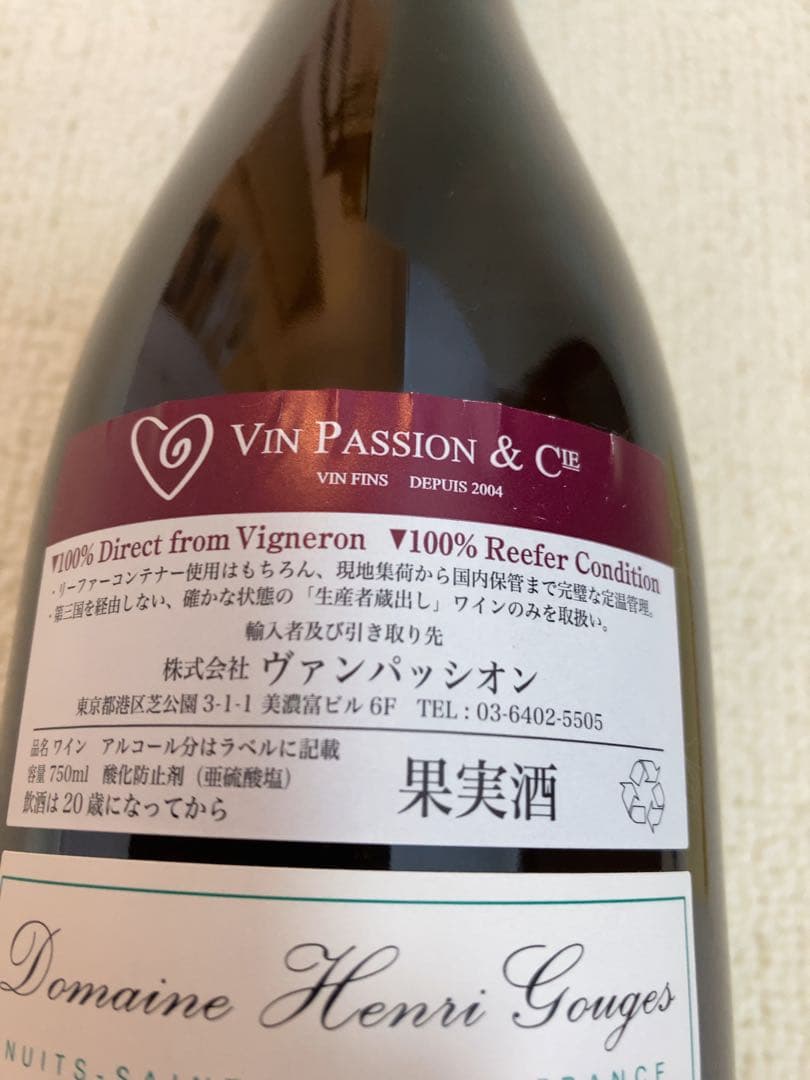 VIN PASSION & CIE
VIN FINS DEPUIS 2004
▼100% Direct from Vigneron ▼100% Reefer Condition
・リーファーコンテナー使用はもちろん、現地集荷から国内保管まで完璧な定温管理。
・第三国を経由しない、確かな状態の「生産者蔵出し」ワインのみを取扱い。
輸入者及び引き取り先
株式会社 ヴァンパッシオン
東京都港区芝公園 3-1-1 美濃富ビル 6F TEL : 03-6402-5505
品名 ワイン アルコール分はラベルに記載
容量 750ml 酸化防止剤（亜硫酸塩）
飲酒は 20 歳になってから
果実酒
Domaine Henri Gouges
NUITS-SAINT